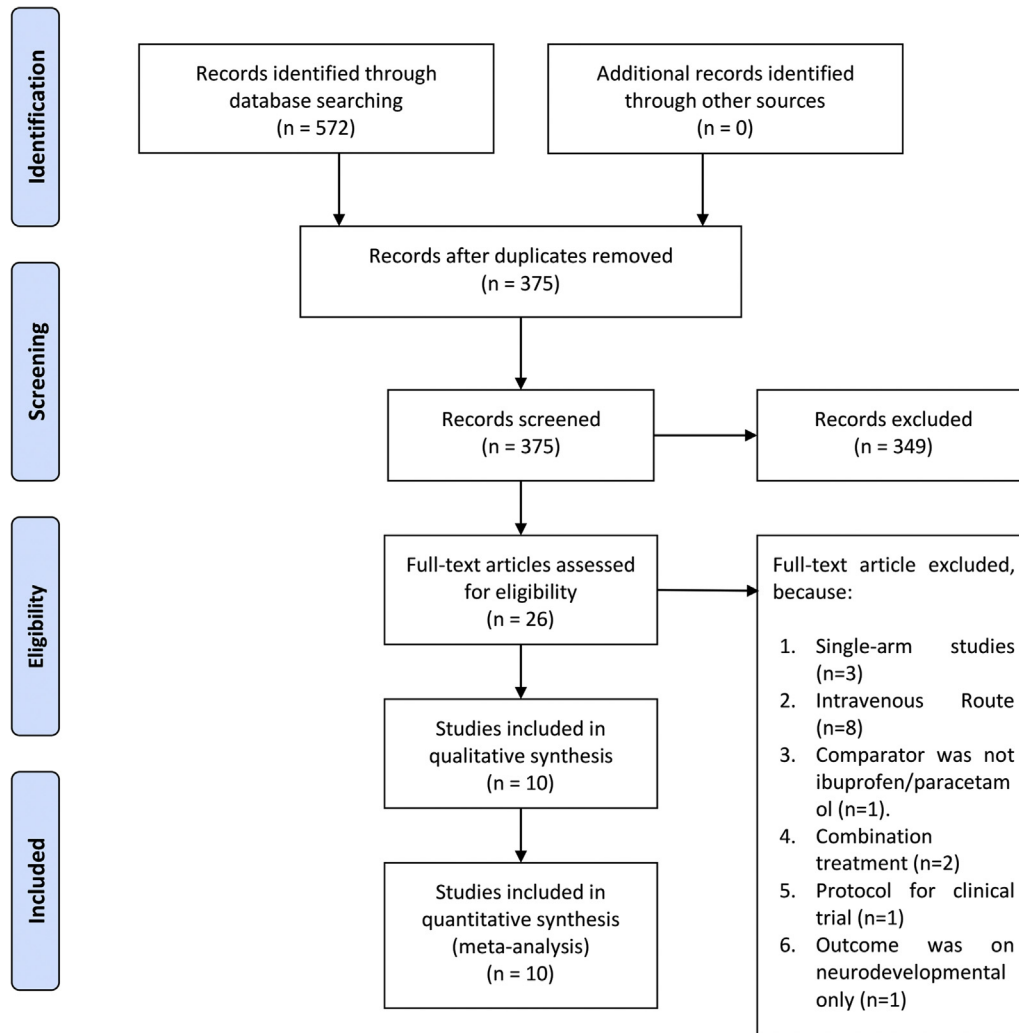 Identification
Records identified through
database searching
(n = 572)
Additional records identified
through other sources
(n = 0)
Records after duplicates removed
(n = 375)
Screening
Records screened
(n = 375)
Records excluded
(n = 349)
Eligibility
Full-text articles assessed
for eligibility
(n = 26)
Full-text article excluded,
because:
1. Single-arm studies
(n=3)
2. Intravenous Route
(n=8)
3. Comparator was not
ibuprofen/paracetam
ol (n=1).
4. Combination
treatment (n=2)
5. Protocol for clinical
trial (n=1)
6. Outcome was on
neurodevelopmental
only (n=1)
Studies included in
qualitative synthesis
(n = 10)
Included
Studies included in
quantitative synthesis
(meta-analysis)
(n = 10)